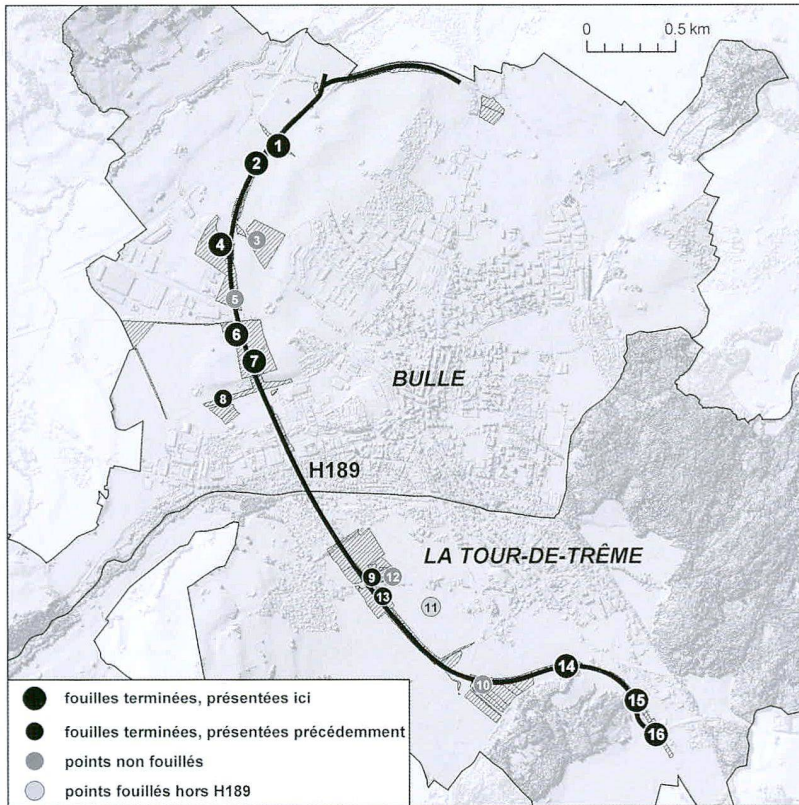 0 0.5 km
1
2
4
3
5
6
7
8
BULLE
H189
LA TOUR-DE-TRÊME
9
12
13
11
14
10
15
16
fouilles terminées, présentées ici
fouilles terminées, présentées précédemment
points non fouillés
points fouillés hors H189